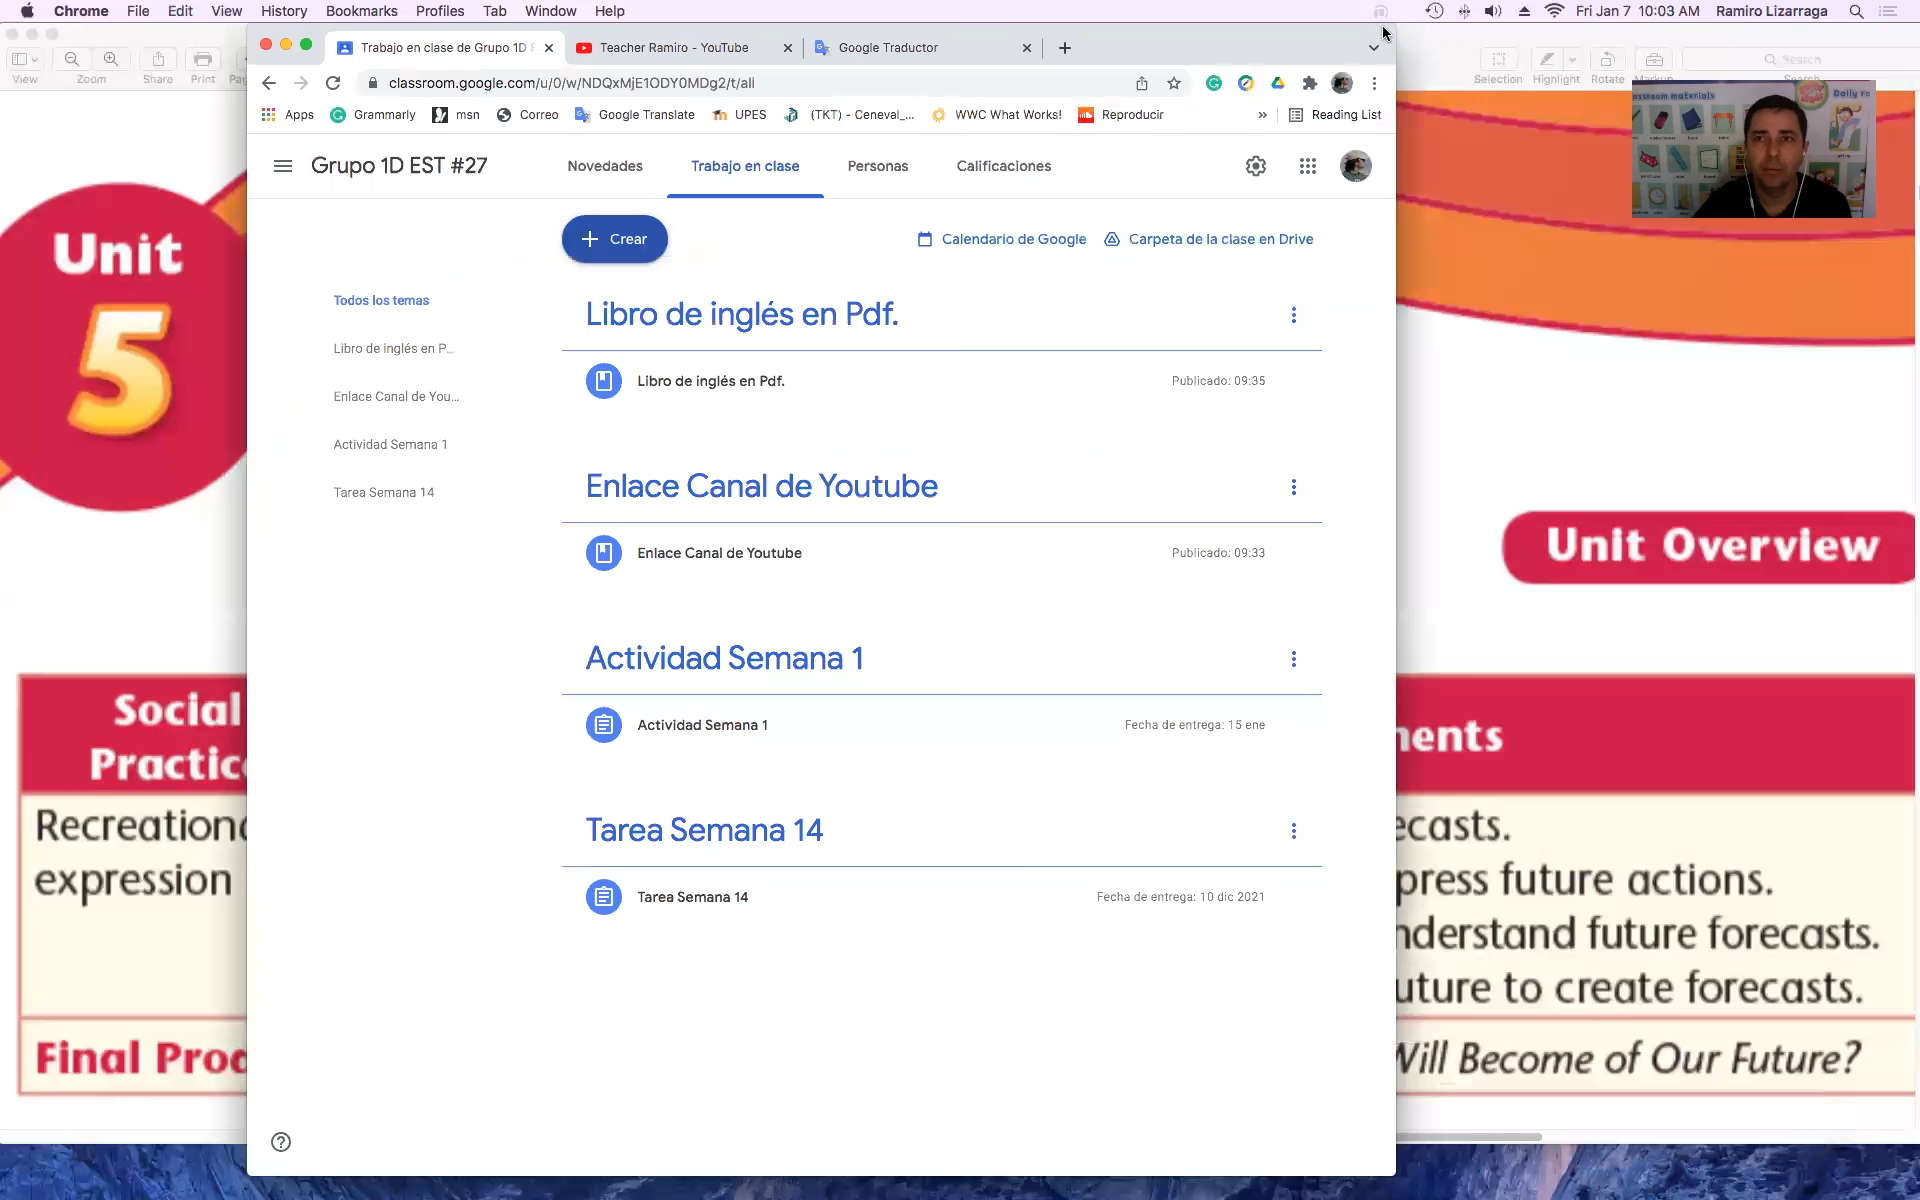 Chrome File Edit View History Bookmarks Profiles Tab Window Help
Fri Jan 7 10:03 AM Ramiro Lizarraga
View Zoom Share Print
Selection Highlight Rotate Markup Search
Search
Trabajo en clase de Grupo 1D E
Teacher Ramiro - YouTube
Google Traductor
classroom.google.com/u/0/w/NDQxMjE1ODY0MDg2/t/all
Apps Grammarly msn Correo Google Translate UPES (TKT) - Ceneval_... WWC What Works! Reproducir » Reading List
Grupo 1D EST #27
Novedades Trabajo en clase Personas Calificaciones
Crear
Calendario de Google
Carpeta de la clase en Drive
Todos los temas
Libro de inglés en P...
Enlace Canal de You...
Actividad Semana 1
Tarea Semana 14
Libro de inglés en Pdf.
Libro de inglés en Pdf. Publicado: 09:35
Enlace Canal de Youtube
Enlace Canal de Youtube Publicado: 09:33
Actividad Semana 1
Actividad Semana 1 Fecha de entrega: 15 ene
Tarea Semana 14
Tarea Semana 14 Fecha de entrega: 10 dic 2021
Unit
5
Unit Overview
Social
Practic
Recreationa
expression
Final Prod
ments
ecasts.
press future actions.
nderstand future forecasts.
uture to create forecasts.
Will Become of Our Future?
assroom materials